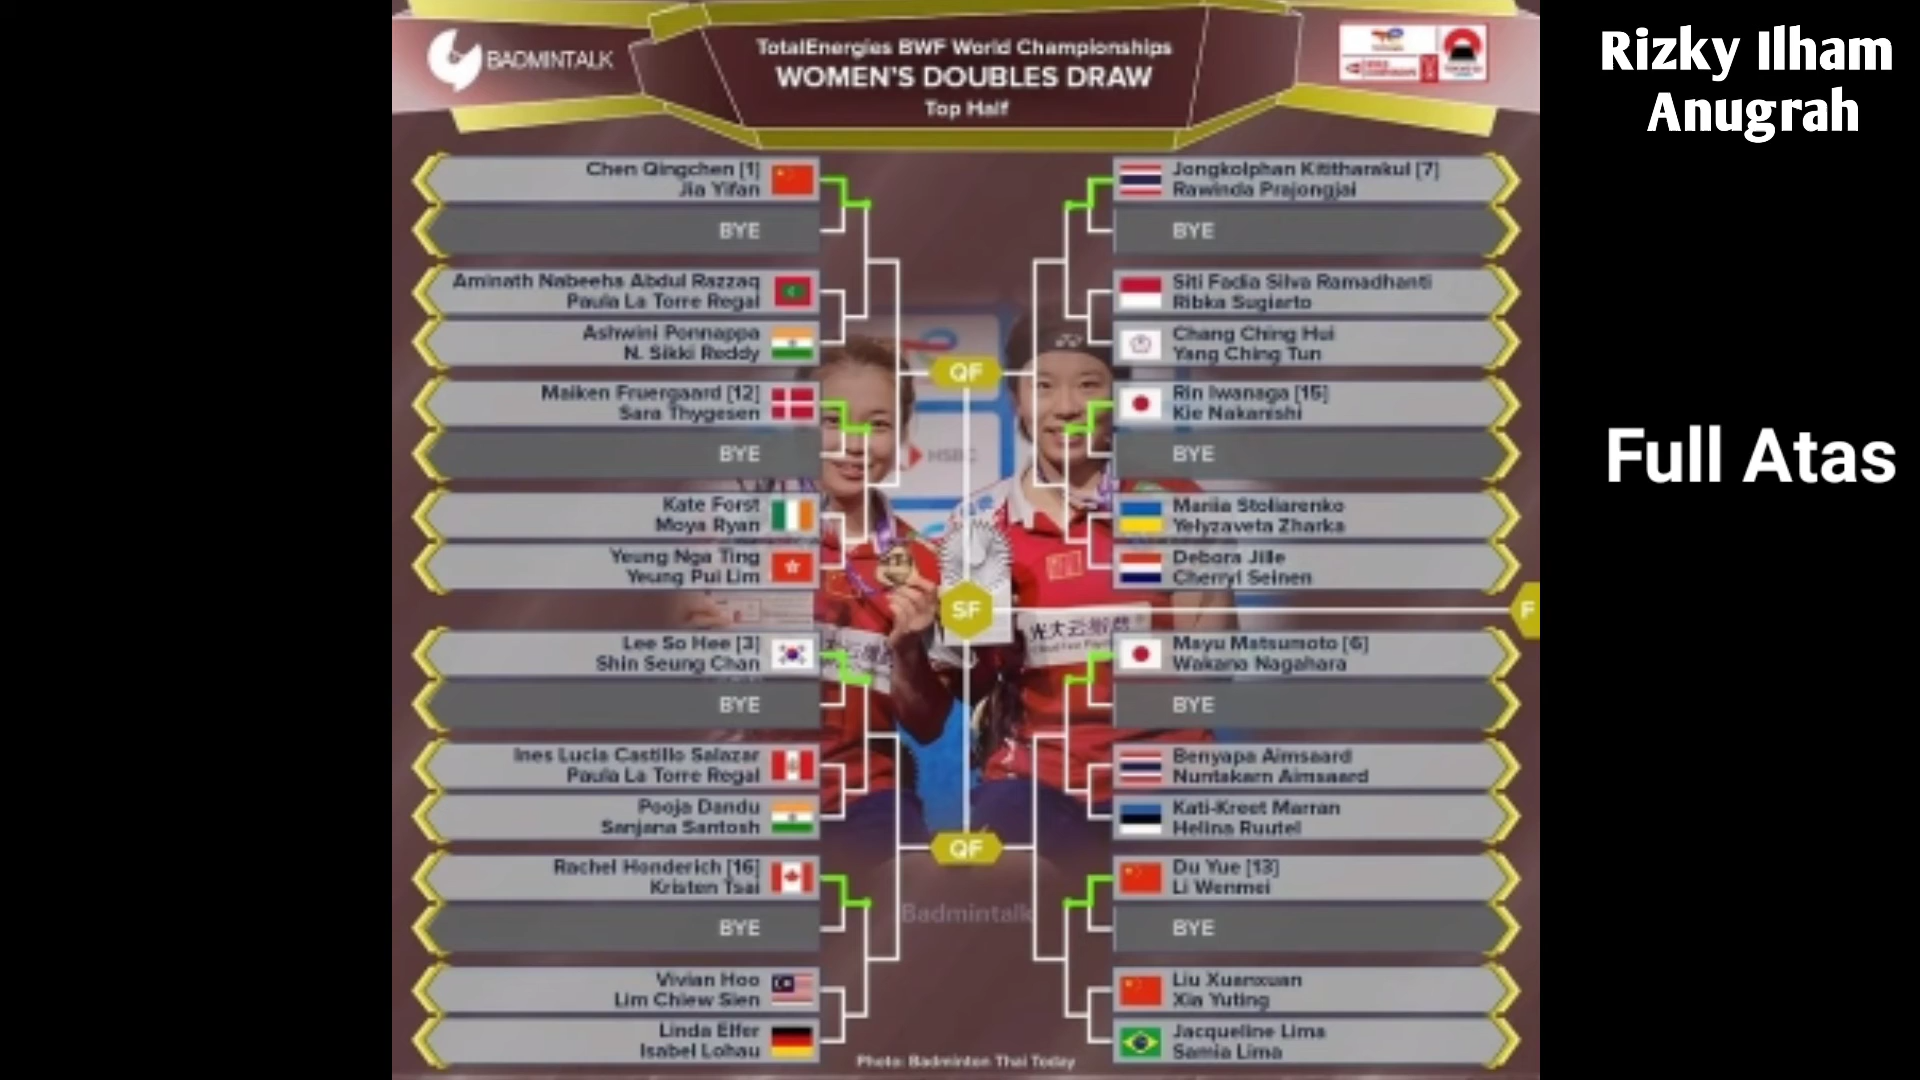 BADMINTALK
TotalEnergies BWF World Championships
WOMEN'S DOUBLES DRAW
Top Half
Rizky Ilham
Anugrah
Full Atas
Chen Qingchen [1]
Jia Yifan
BYE
Aminath Nabeeha Abdul Razzaq
Paula La Torre Regal
Ashwini Ponnappa
N. Sikki Reddy
Maiken Fruergaard [12]
Sara Thygesen
BYE
Kate Forst
Moya Ryan
Yeung Nga Ting
Yeung Pui Lim
Lee So Hee [3]
Shin Seung Chan
BYE
Ines Lucia Castillo Salazar
Paula La Torre Regal
Pooja Dandu
Sanjana Santosh
Rachel Honderich [16]
Kristen Tsai
BYE
Vivian Hoo
Lim Chiew Sien
Linda Efler
Isabel Lohau
QF
HSBC
SF
F
QF
Badmintalk
Photo: Badminton Thai Today
Jongkolphan Kititharakul [7]
Rawinda Prajongjai
BYE
Siti Fadia Silva Ramadhanti
Ribka Sugiarto
Chang Ching Hui
Yang Ching Tun
Rin Iwanaga [15]
Kie Nakanishi
BYE
Mariia Stoliarenko
Yelyzaveta Zharka
Debora Jille
Cherryl Seinen
Mayu Matsumoto [6]
Wakana Nagahara
BYE
Benyapa Aimsaard
Nuntakarn Aimsaard
Kati-Kreet Marran
Helina Ruutel
Du Yue [13]
Li Wenmei
BYE
Liu Xuanxuan
Xia Yuting
Jacqueline Lima
Samia Lima